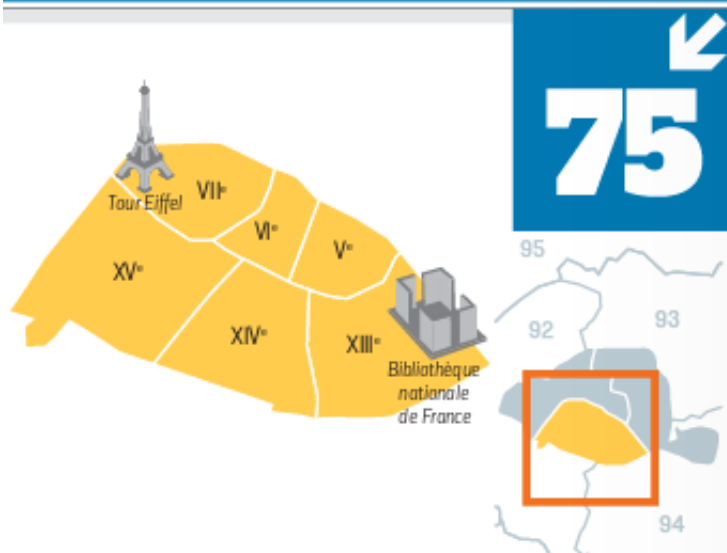 75
Tour Eiffel
VIIᵉ
VIᵉ
Vᵉ
XVᵉ
XIVᵉ
XIIIᵉ
Bibliothèque
nationale
de France
95
92
93
94